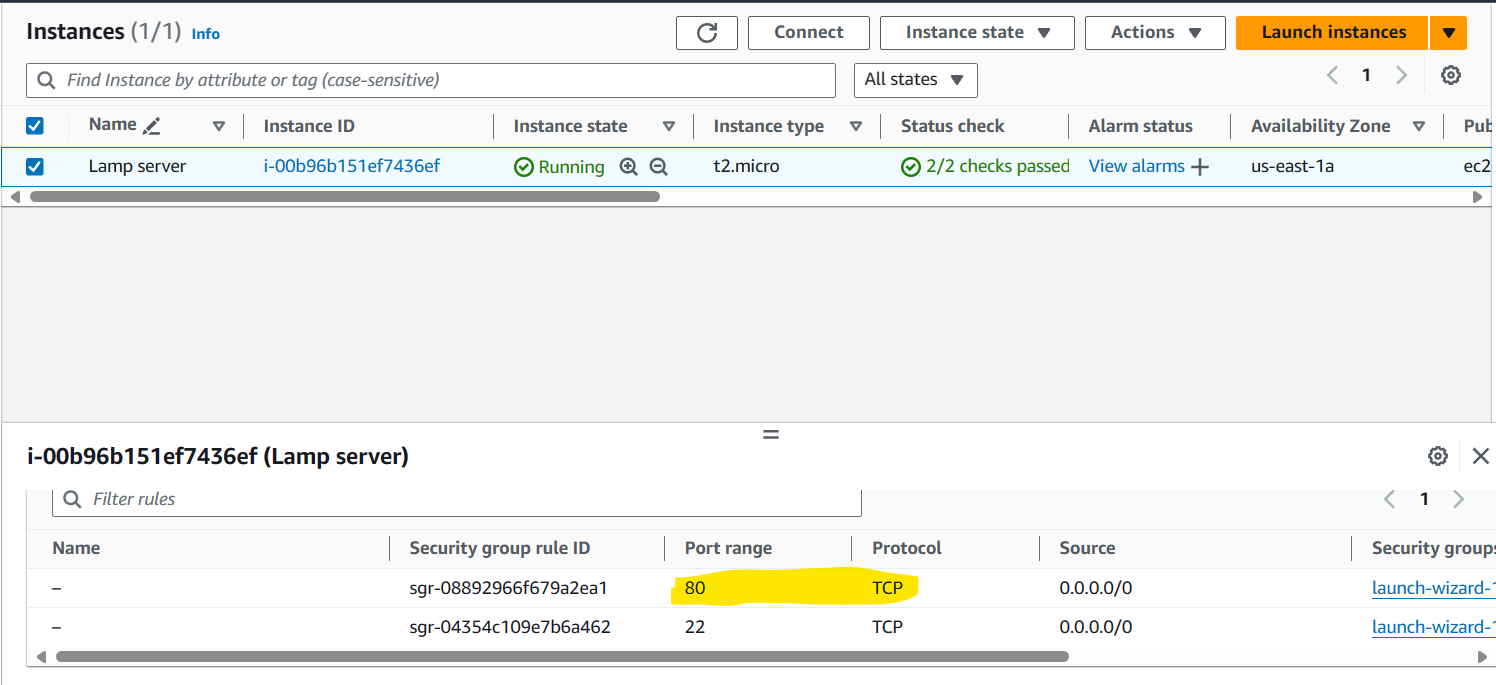 Instances (1/1) Info
Connect
Instance state
Actions
Launch instances
Find Instance by attribute or tag (case-sensitive)
All states
1
Name
Instance ID
Instance state
Instance type
Status check
Alarm status
Availability Zone
Pub
Lamp server
i-00b96b151ef7436ef
Running
t2.micro
2/2 checks passed
View alarms
us-east-1a
ec2
i-00b96b151ef7436ef (Lamp server)
Filter rules
1
Name
Security group rule ID
Port range
Protocol
Source
Security groups
–
sgr-08892966f679a2ea1
80
TCP
0.0.0.0/0
launch-wizard-1
–
sgr-04354c109e7b6a462
22
TCP
0.0.0.0/0
launch-wizard-1